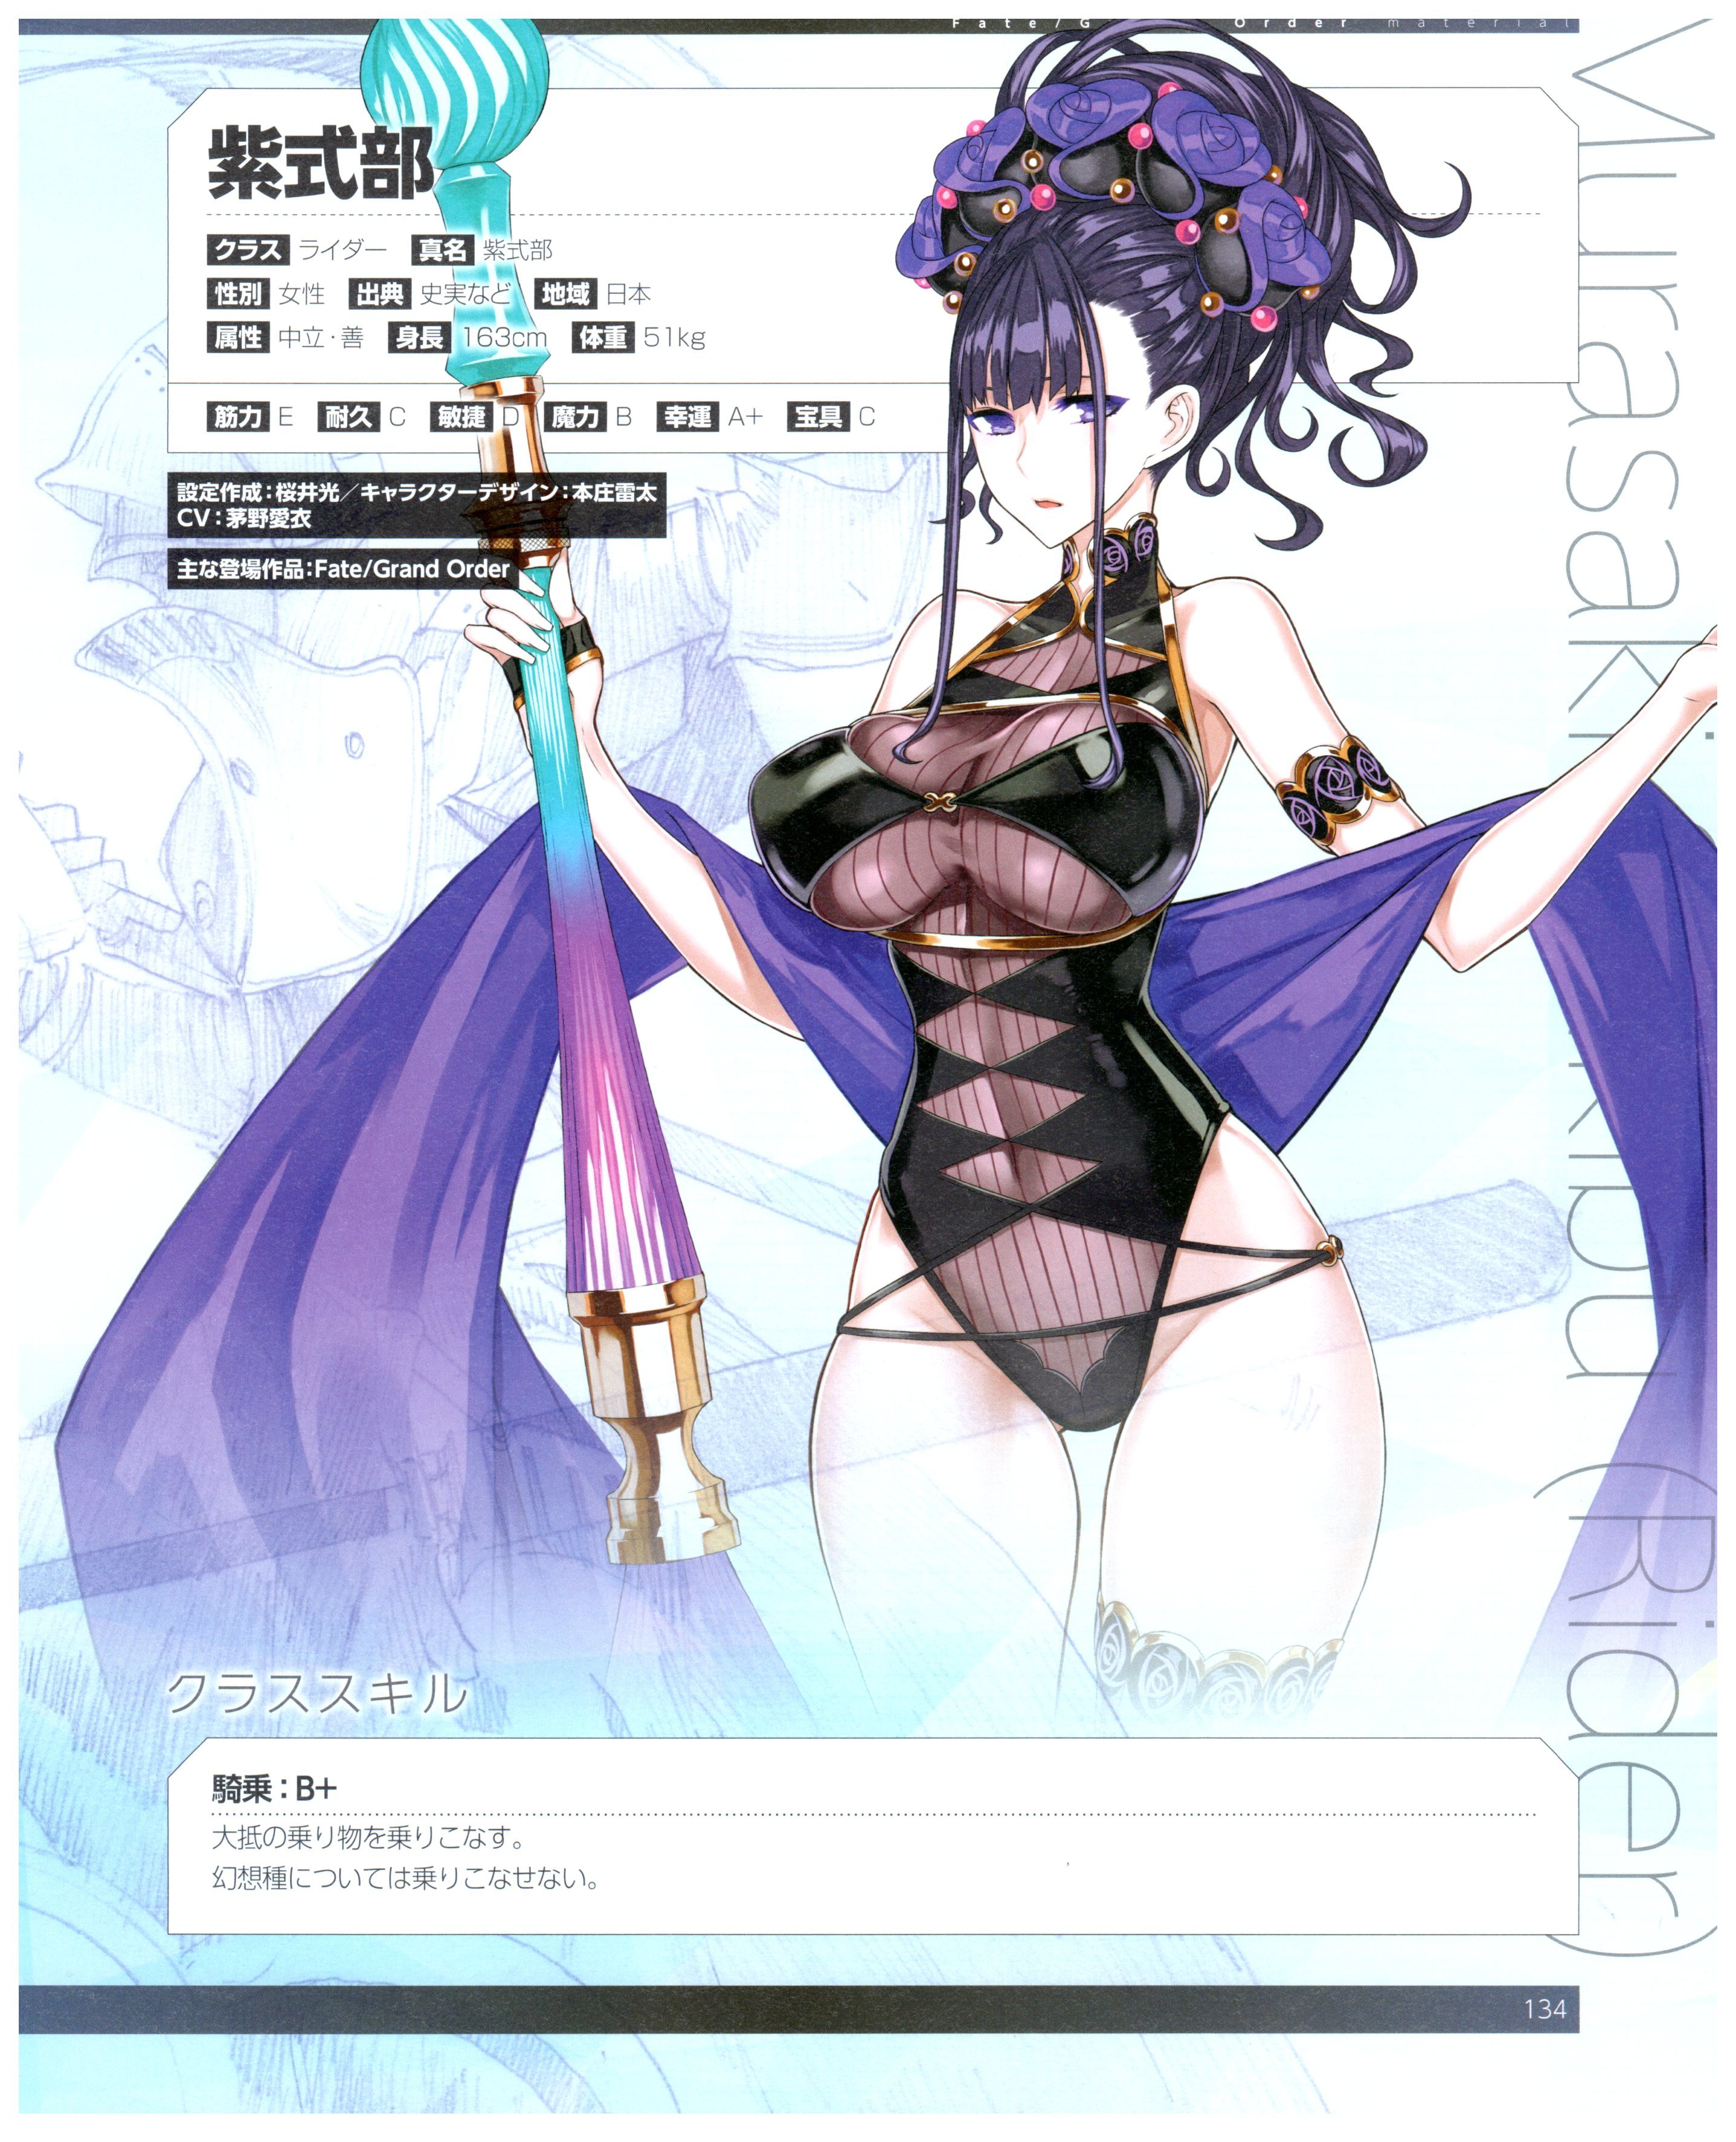 Fate/G Order material
紫式部
クラス ライダー 真名 紫式部
性別 女性 出典 史実など 地域 日本
属性 中立・善 身長 163cm 体重 51kg
筋力 E 耐久 C 敏捷 D 魔力 B 幸運 A+ 宝具 C
設定作成:桜井光／キャラクターデザイン:本庄雷太
CV:茅野愛衣
主な登場作品:Fate/Grand Order
Murasaki ikibu (Rider)
クラススキル
騎乗:B+
大抵の乗り物を乗りこなす。
幻想種については乗りこなせない。
134